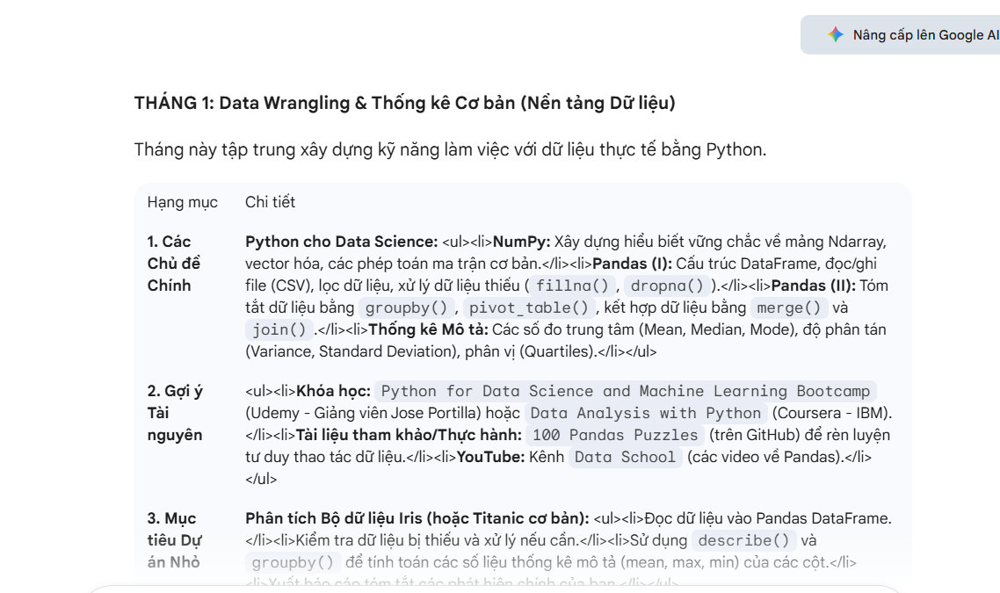 Nâng cấp lên Google AI
THÁNG 1: Data Wrangling & Thống kê Cơ bản (Nền tảng Dữ liệu)
Tháng này tập trung xây dựng kỹ năng làm việc với dữ liệu thực tế bằng Python.
Hạng mục Chi tiết
1. Các
Chủ đề
Chính
Python cho Data Science: <ul><li>NumPy: Xây dựng hiểu biết vững chắc về mảng Ndarray,
vector hóa, các phép toán ma trận cơ bản.</li><li>Pandas (I): Cấu trúc DataFrame, đọc/ghi
file (CSV), lọc dữ liệu, xử lý dữ liệu thiếu ( fillna() , dropna() ).</li><li>Pandas (II): Tóm
tắt dữ liệu bằng groupby() , pivot_table() , kết hợp dữ liệu bằng merge() và
join() .</li><li>Thống kê Mô tả: Các số đo trung tâm (Mean, Median, Mode), độ phân tán
(Variance, Standard Deviation), phân vị (Quartiles).</li></ul>
2. Gợi ý
Tài
nguyên
<ul><li>Khóa học: Python for Data Science and Machine Learning Bootcamp
(Udemy - Giảng viên Jose Portilla) hoặc Data Analysis with Python (Coursera - IBM).
</li><li>Tài liệu tham khảo/Thực hành: 100 Pandas Puzzles (trên GitHub) để rèn luyện
tư duy thao tác dữ liệu.</li><li>YouTube: Kênh Data School (các video về Pandas).</li>
</ul>
3. Mục
tiêu Dự
án Nhỏ
Phân tích Bộ dữ liệu Iris (hoặc Titanic cơ bản): <ul><li>Đọc dữ liệu vào Pandas DataFrame.
</li><li>Kiểm tra dữ liệu bị thiếu và xử lý nếu cần.</li><li>Sử dụng describe() và
groupby() để tính toán các số liệu thống kê mô tả (mean, max, min) của các cột.</li>
<li>Xuất báo cáo tóm tắt các phát hiện chính của bạn.</li></ul>